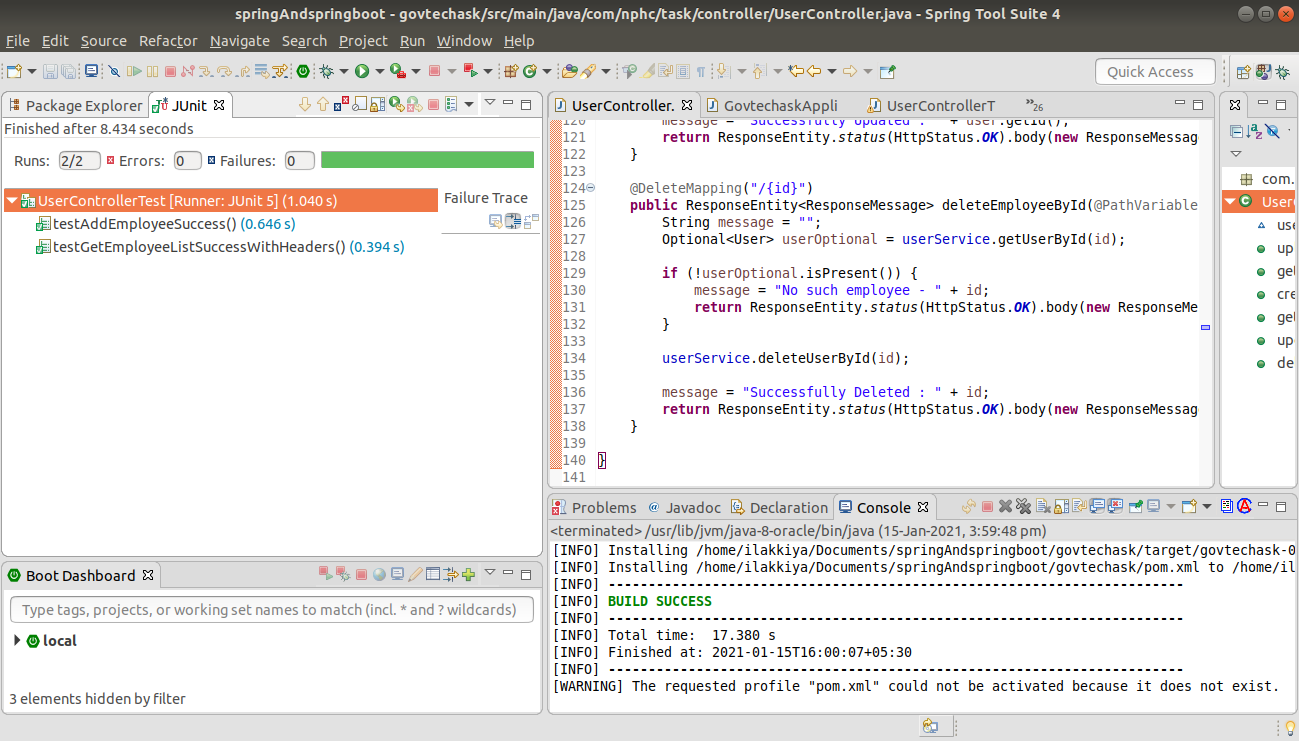 springAndspringboot - govtechask/src/main/java/com/nphc/task/controller/UserController.java - Spring Tool Suite 4
File Edit Source Refactor Navigate Search Project Run Window Help
Quick Access
Package Explorer JUnit
Finished after 8.434 seconds
Runs: 2/2 Errors: 0 Failures: 0
UserControllerTest [Runner: JUnit 5] (1.040 s)
testAddEmployeeSuccess() (0.646 s)
testGetEmployeeListSuccessWithHeaders() (0.394 s)
Failure Trace
Boot Dashboard
Type tags, projects, or working set names to match (incl. * and ? wildcards)
local
3 elements hidden by filter
UserController. GovtechaskAppli UserControllerT »26
120 message = "Successfully Updated : " + user.getId();
121 return ResponseEntity.status(HttpStatus.OK).body(new ResponseMessag
122 }
123
124 @DeleteMapping("/{id}")
125 public ResponseEntity<ResponseMessage> deleteEmployeeById(@PathVariable
126 String message = "";
127 Optional<User> userOptional = userService.getUserById(id);
128
129 if (!userOptional.isPresent()) {
130 message = "No such employee - " + id;
131 return ResponseEntity.status(HttpStatus.OK).body(new ResponseMe
132 }
133
134 userService.deleteUserById(id);
135
136 message = "Successfully Deleted : " + id;
137 return ResponseEntity.status(HttpStatus.OK).body(new ResponseMessag
138 }
139
140 }
141
com.
User
use
up
get
cre
get
up
de
Problems @ Javadoc Declaration Console
<terminated> /usr/lib/jvm/java-8-oracle/bin/java (15-Jan-2021, 3:59:48 pm)
[INFO] Installing /home/ilakkiya/Documents/springAndspringboot/govtechask/target/govtechask-0
[INFO] Installing /home/ilakkiya/Documents/springAndspringboot/govtechask/pom.xml to /home/il
[INFO] ------------------------------------------------------------------------
[INFO] BUILD SUCCESS
[INFO] ------------------------------------------------------------------------
[INFO] Total time:  17.380 s
[INFO] Finished at: 2021-01-15T16:00:07+05:30
[INFO] ------------------------------------------------------------------------
[WARNING] The requested profile "pom.xml" could not be activated because it does not exist.